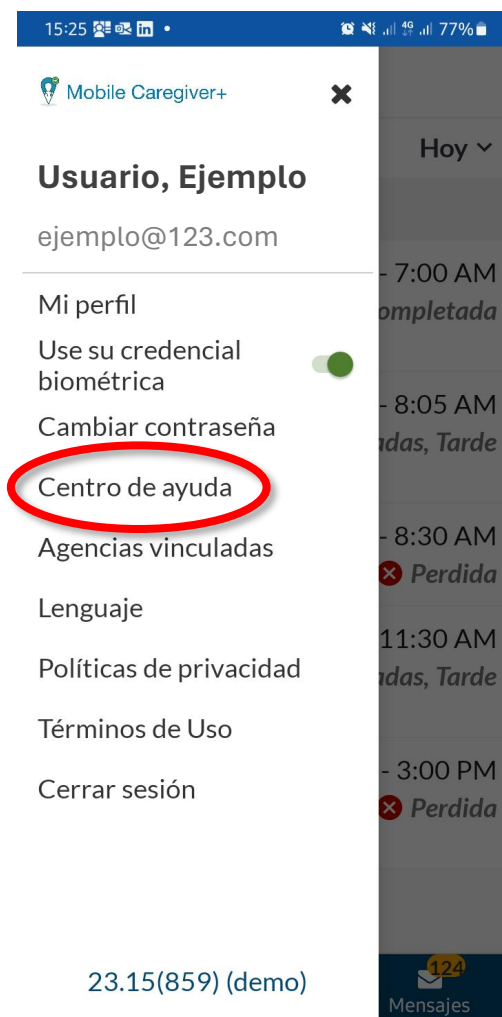 15:25
4G
77%
Mobile Caregiver+
Hoy
Usuario, Ejemplo
ejemplo@123.com
- 7:00 AM
Mi perfil
Use su credencial
biométrica
- 8:05 AM
Cambiar contraseña
Tarde
Centro de ayuda
- 8:30 AM
Agencias vinculadas
Perdida
Lenguaje
11:30 AM
Políticas de privacidad
Tarde
Términos de Uso
- 3:00 PM
Cerrar sesión
Perdida
23.15(859) (demo)
124
Mensajes